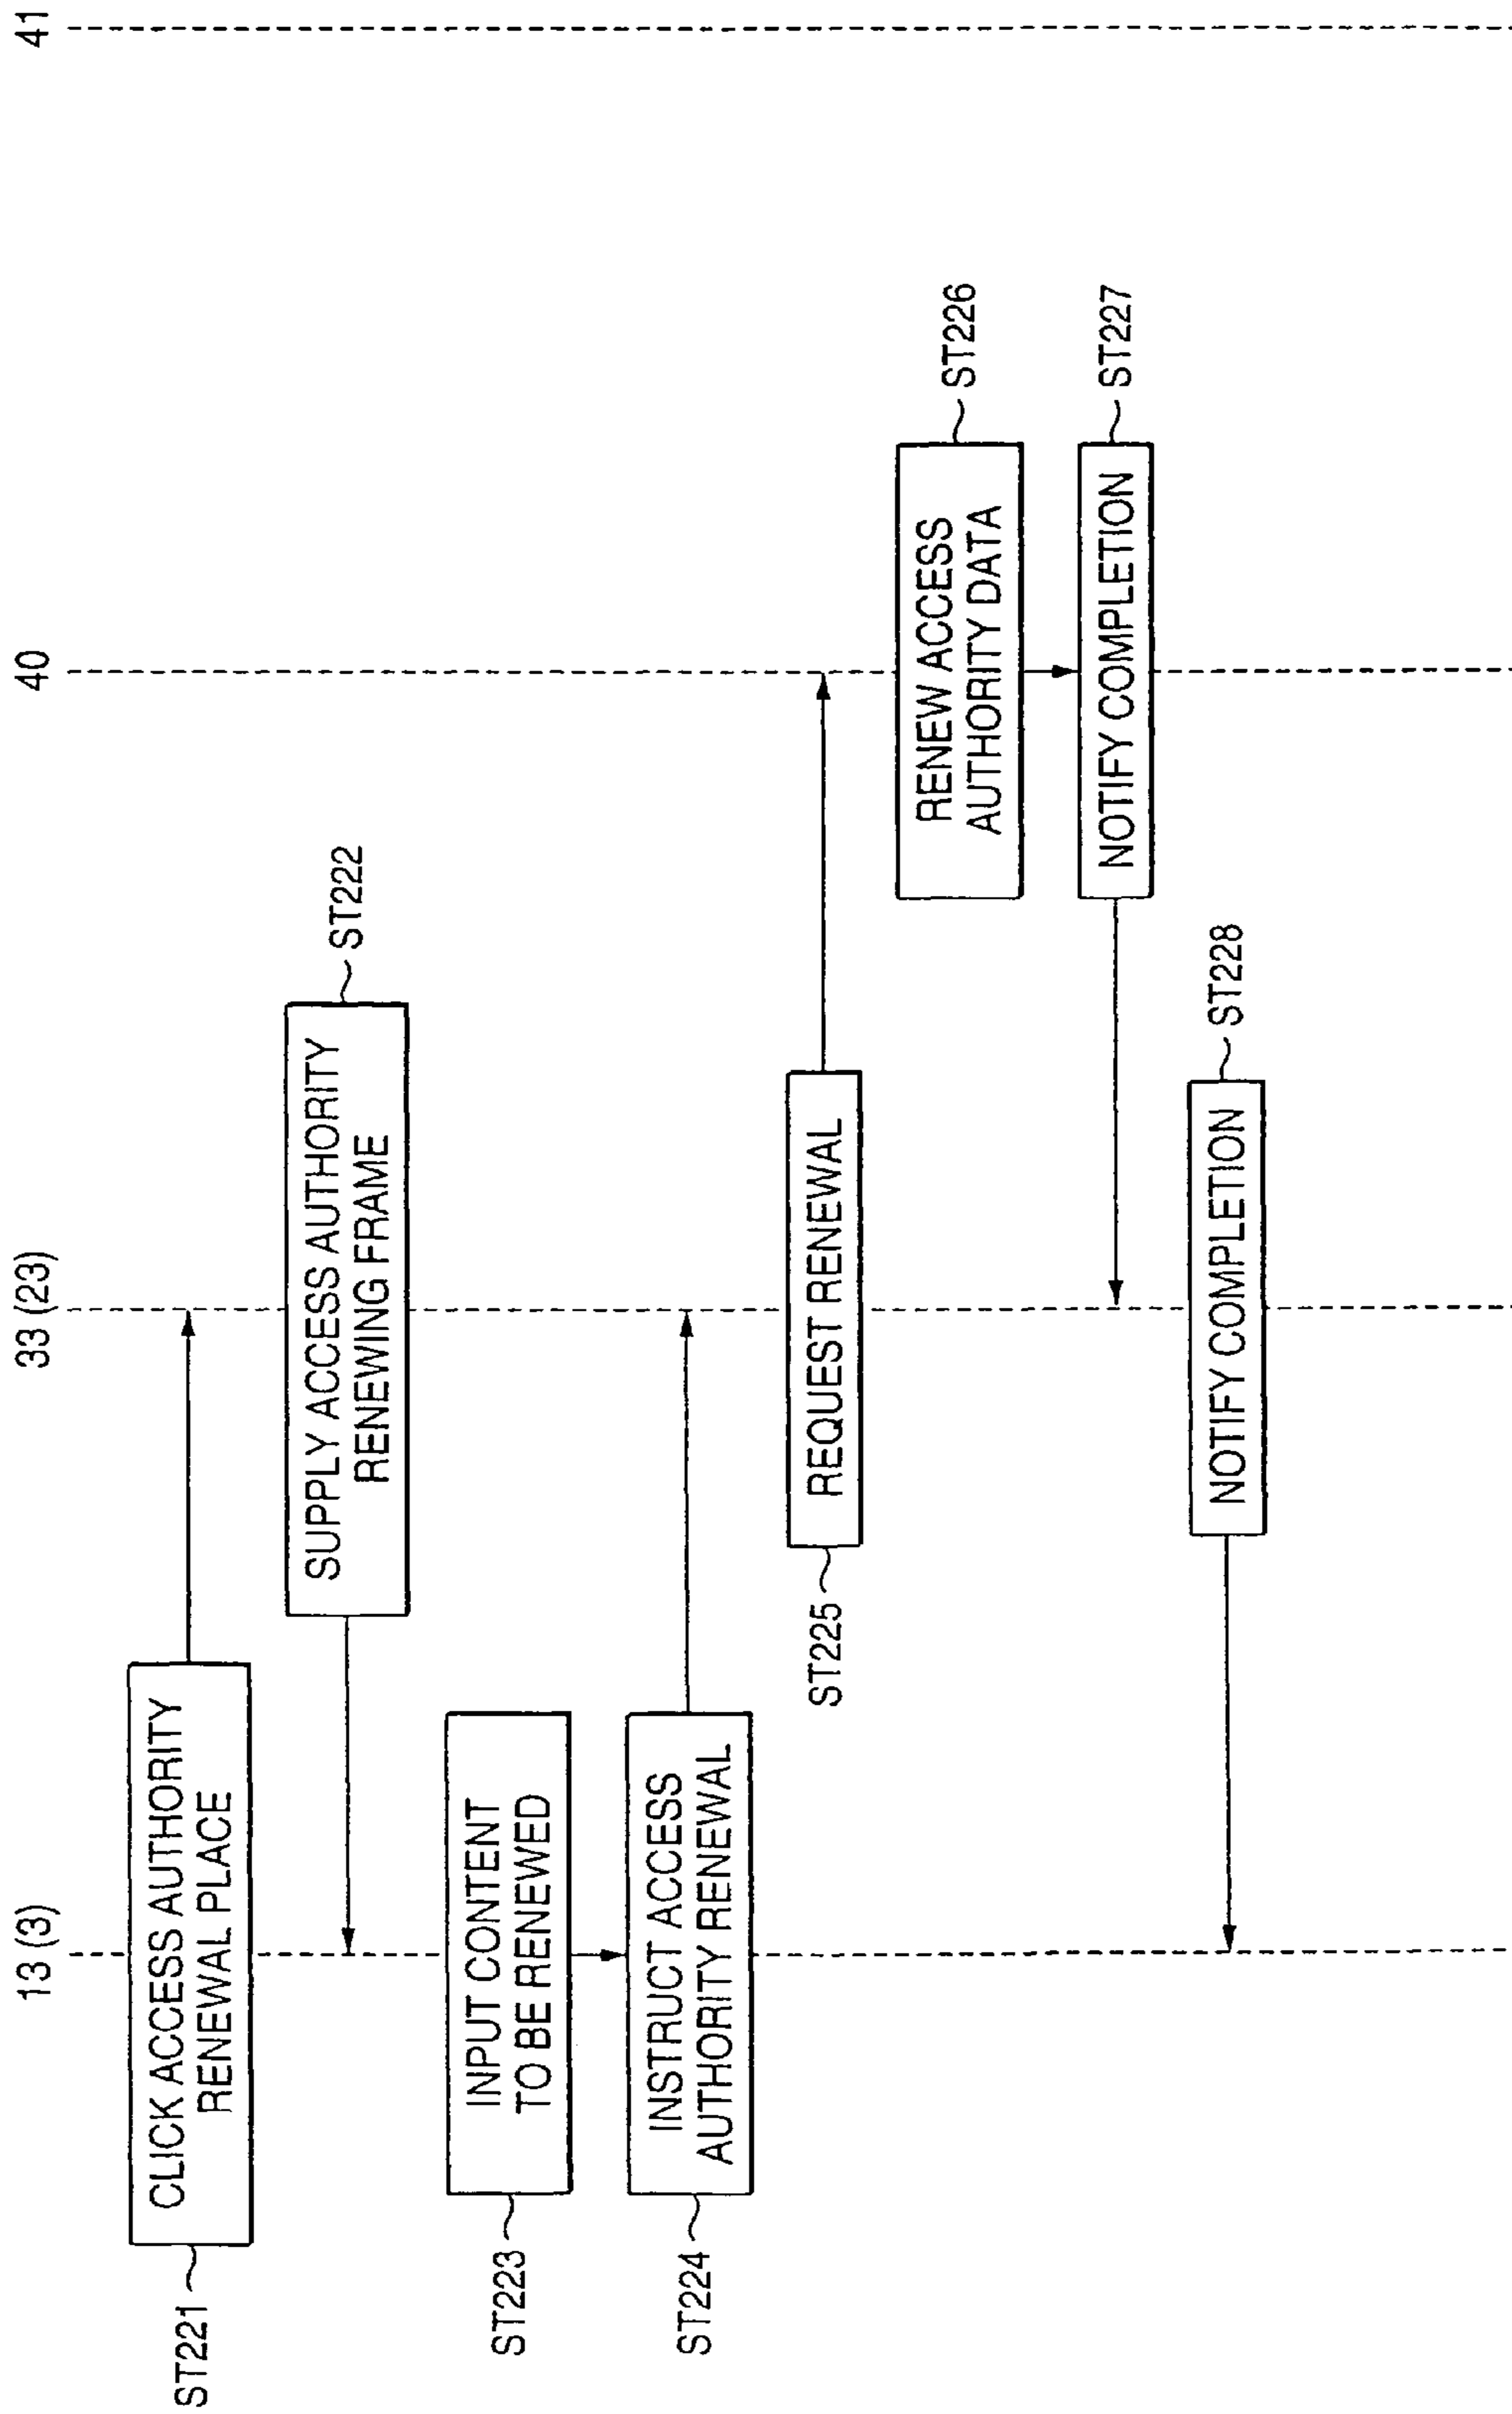 13 (3)
33 (23)
40
41
ST221
CLICK ACCESS AUTHORITY
RENEWAL PLACE
SUPPLY ACCESS AUTHORITY
RENEWING FRAME
ST222
ST223
INPUT CONTENT
TO BE RENEWED
ST224
INSTRUCT ACCESS
AUTHORITY RENEWAL
ST225
REQUEST RENEWAL
RENEW ACCESS
AUTHORITY DATA
ST226
NOTIFY COMPLETION
ST227
NOTIFY COMPLETION
ST228